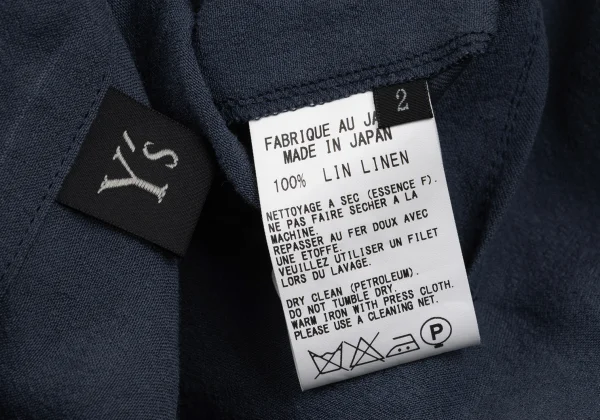 Y's
2
FABRIQUE AU JA
MADE IN JAPAN
100% LIN LINEN
NETTOYAGE A SEC (ESSENCE F).
NE PAS FAIRE SECHER A LA
MACHINE.
REPASSER AU FER DOUX AVEC
UNE ETOFFE.
VEUILLEZ UTILISER UN FILET
LORS DU LAVAGE.
DRY CLEAN (PETROLEUM).
DO NOT TUMBLE DRY.
WARM IRON WITH PRESS CLOTH.
PLEASE USE A CLEANING NET.
P